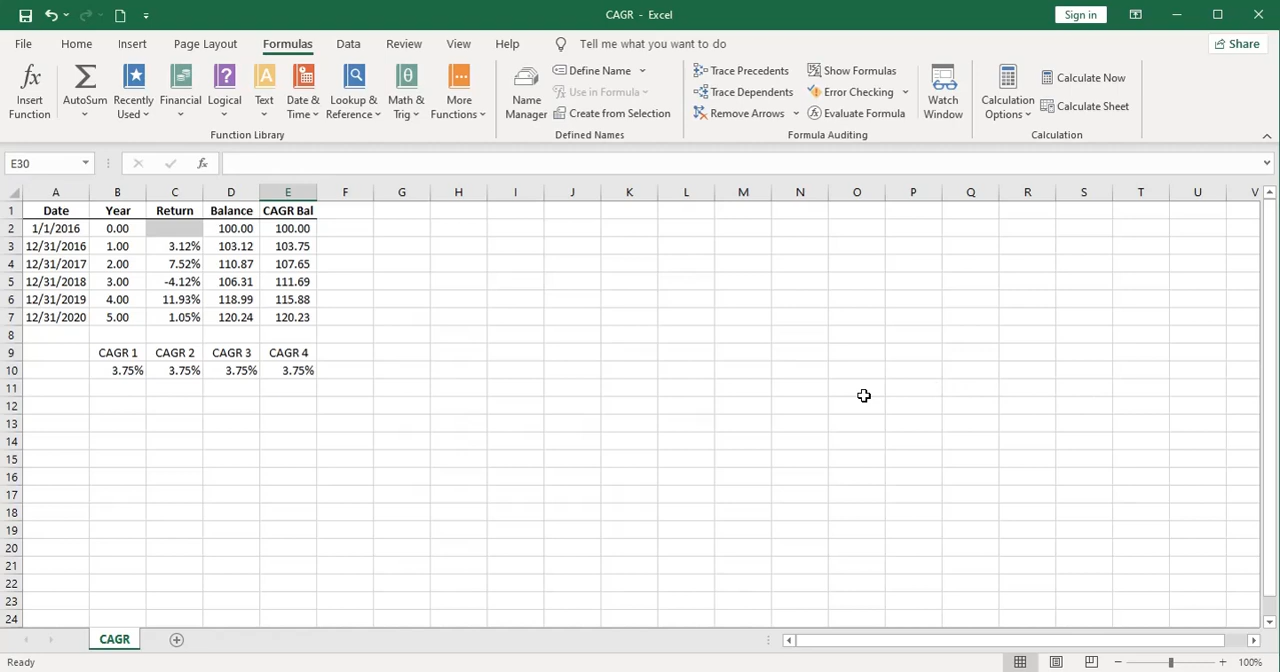 CAGR - Excel
Sign in
File Home Insert Page Layout Formulas Data Review View Help Tell me what you want to do Share
Insert Function
AutoSum
Recently Used
Financial
Logical
Text
Date & Time
Lookup & Reference
Math & Trig
More Functions
Function Library
Name Manager
Define Name
Use in Formula
Create from Selection
Defined Names
Trace Precedents
Trace Dependents
Remove Arrows
Show Formulas
Error Checking
Evaluate Formula
Formula Auditing
Watch Window
Calculation Options
Calculate Now
Calculate Sheet
Calculation
E30 fx
A B C D E F G H I J K L M N O P Q R S T U V
1 Date Year Return Balance CAGR Bal
2 1/1/2016 0.00 100.00 100.00
3 12/31/2016 1.00 3.12% 103.12 103.75
4 12/31/2017 2.00 7.52% 110.87 107.65
5 12/31/2018 3.00 -4.12% 106.31 111.69
6 12/31/2019 4.00 11.93% 118.99 115.88
7 12/31/2020 5.00 1.05% 120.24 120.23
8
9 CAGR 1 CAGR 2 CAGR 3 CAGR 4
10 3.75% 3.75% 3.75% 3.75%
11
12
13
14
15
16
17
18
19
20
21
22
23
24
CAGR
Ready 100%